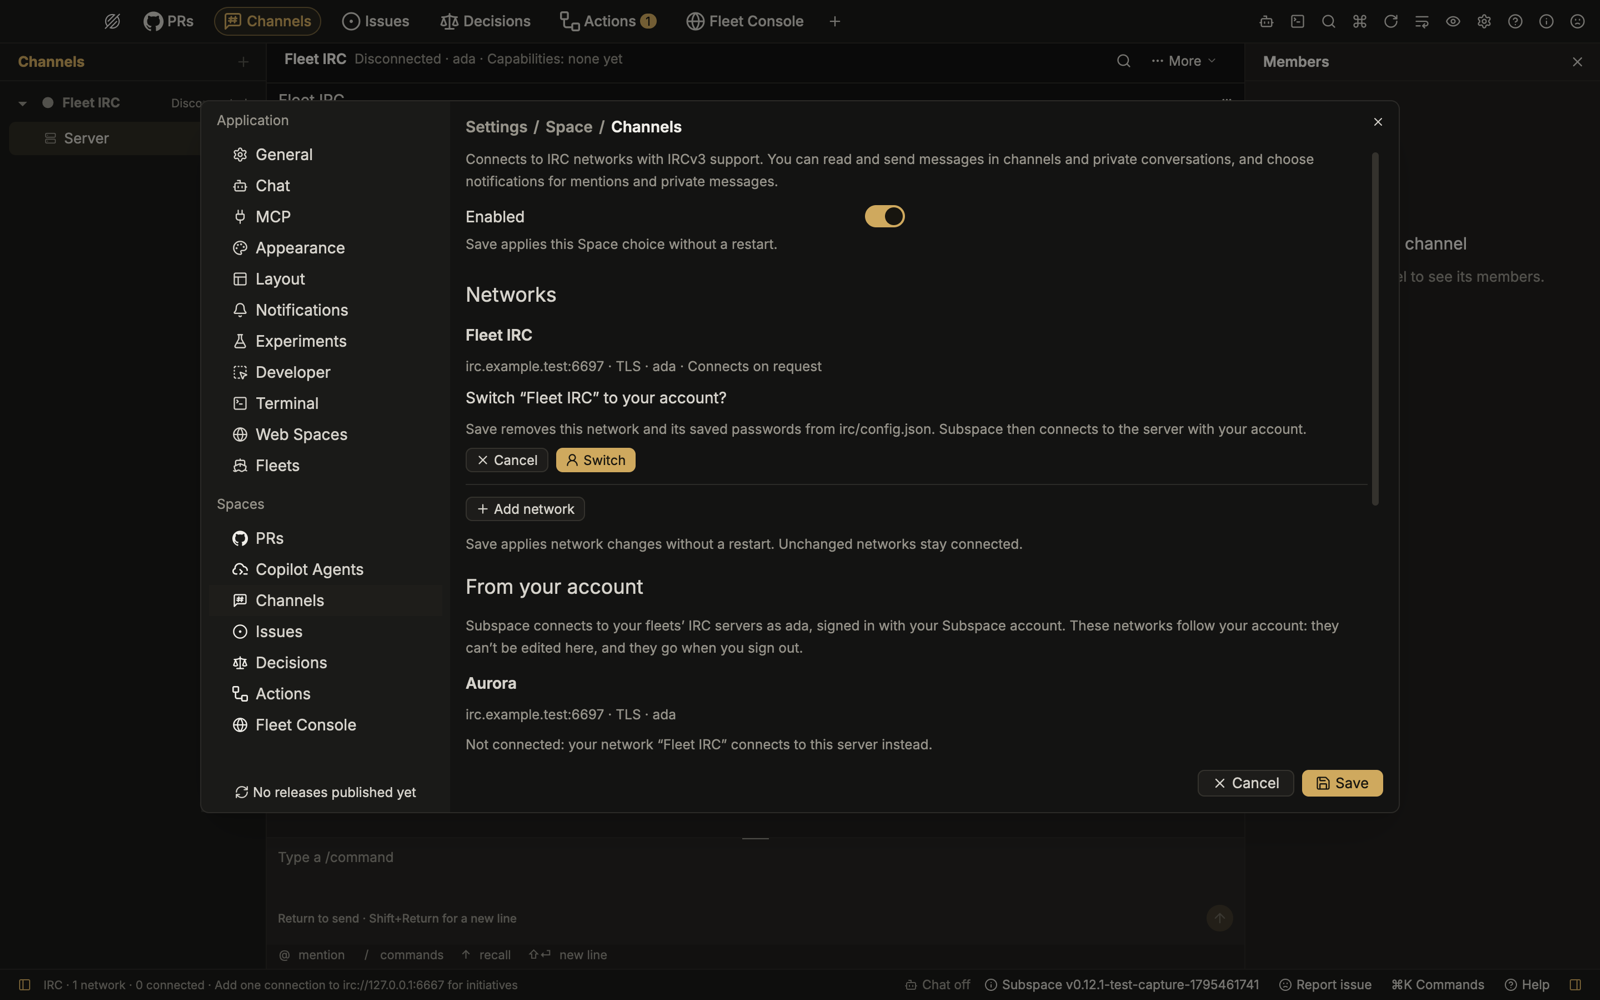 PRs
Channels
Issues
Decisions
Actions 1
Fleet Console
Channels
Fleet IRC
Server
Fleet IRC Disconnected · ada · Capabilities: none yet
More
Members
Application
General
Chat
MCP
Appearance
Layout
Notifications
Experiments
Developer
Terminal
Web Spaces
Fleets
Spaces
PRs
Copilot Agents
Channels
Issues
Decisions
Actions
Fleet Console
No releases published yet
Settings / Space / Channels
Connects to IRC networks with IRCv3 support. You can read and send messages in channels and private conversations, and choose
notifications for mentions and private messages.
Enabled
Save applies this Space choice without a restart.
Networks
Fleet IRC
irc.example.test:6697 · TLS · ada · Connects on request
Switch “Fleet IRC” to your account?
Save removes this network and its saved passwords from irc/config.json. Subspace then connects to the server with your account.
Cancel
Switch
Add network
Save applies network changes without a restart. Unchanged networks stay connected.
From your account
Subspace connects to your fleets’ IRC servers as ada, signed in with your Subspace account. These networks follow your account: they
can’t be edited here, and they go when you sign out.
Aurora
irc.example.test:6697 · TLS · ada
Not connected: your network “Fleet IRC” connects to this server instead.
Cancel
Save
channel
to see its members.
Type a /command
Return to send · Shift+Return for a new line
@ mention / commands ↑ recall ⇧⏎ new line
IRC · 1 network · 0 connected · Add one connection to irc://127.0.0.1:6667 for initiatives
Chat off
Subspace v0.12.1-test-capture-1795461741
Report issue
⌘K Commands
Help